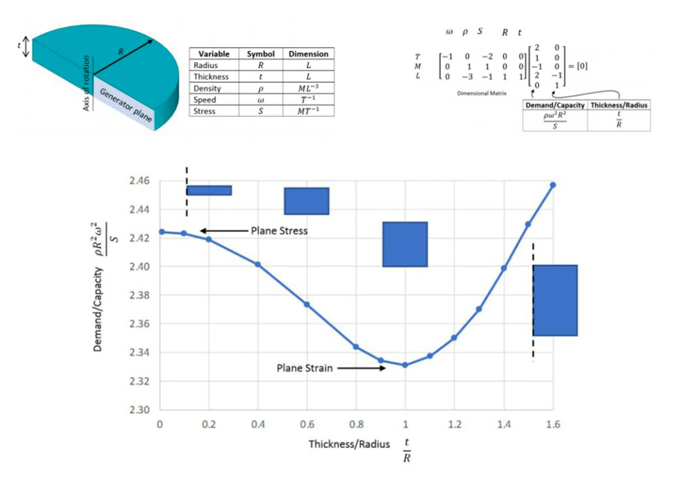 t
R
Axis of rotation
Generator plane
Variable Symbol Dimension
Radius R L
Thickness t L
Density ρ ML⁻³
Speed ω T⁻¹
Stress S MT⁻¹
ω ρ S R t
T [-1 0 -2 0 0] [2 0]
M [0 1 1 0 0] [1 0]
L [0 -3 -1 1 1] [-1 0] = [0]
[2 -1]
[0 1]
Dimensional Matrix
Demand/Capacity Thickness/Radius
ρω²R²/S t/R
Demand/Capacity ρR²ω²/S
2.46
2.44
2.42
2.40
2.38
2.36
2.34
2.32
2.30
Plane Stress
Plane Strain
0 0.2 0.4 0.6 0.8 1 1.2 1.4 1.6
Thickness/Radius t/R